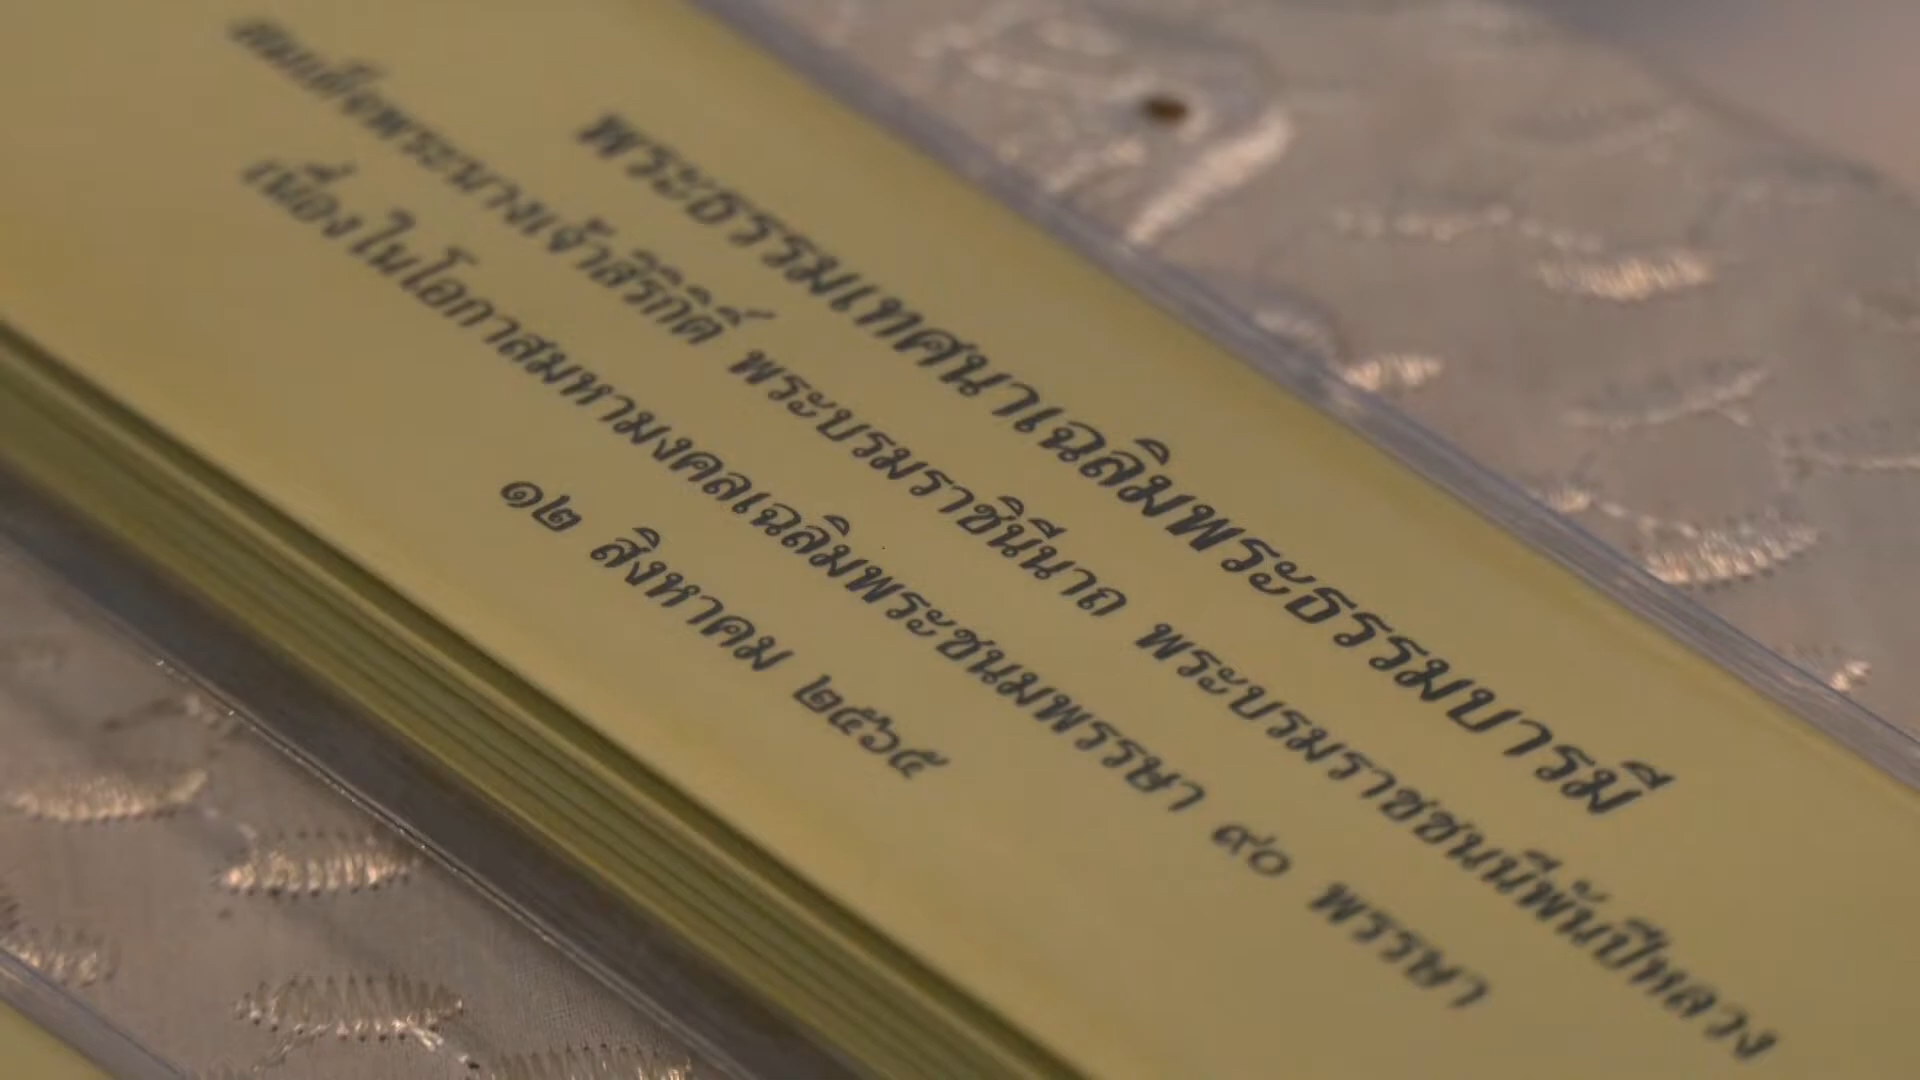 พระธรรมเทศนาเฉลิมพระธรรมบารมี
สมเด็จพระนางเจ้าสิริกิติ์ พระบรมราชินีนาถ พระบรมราชชนนีพันปีหลวง
เนื่องในโอกาสมหามงคลเฉลิมพระชนมพรรษา ๙๐ พรรษา
๑๒ สิงหาคม ๒๕๖๕